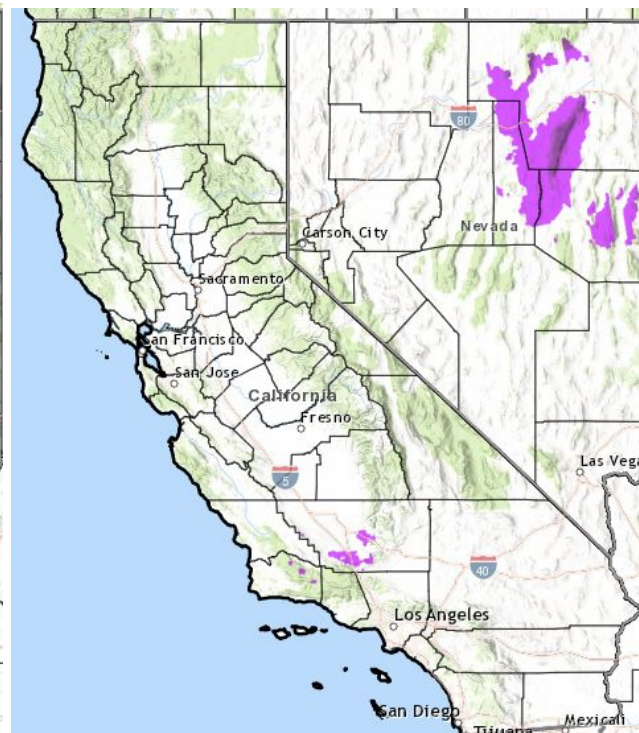 80
Nevada
Carson City
Sacramento
San Francisco
San Jose
California
Fresno
5
Las Vega
40
Los Angeles
San Diego
Tijuana
Mexicali